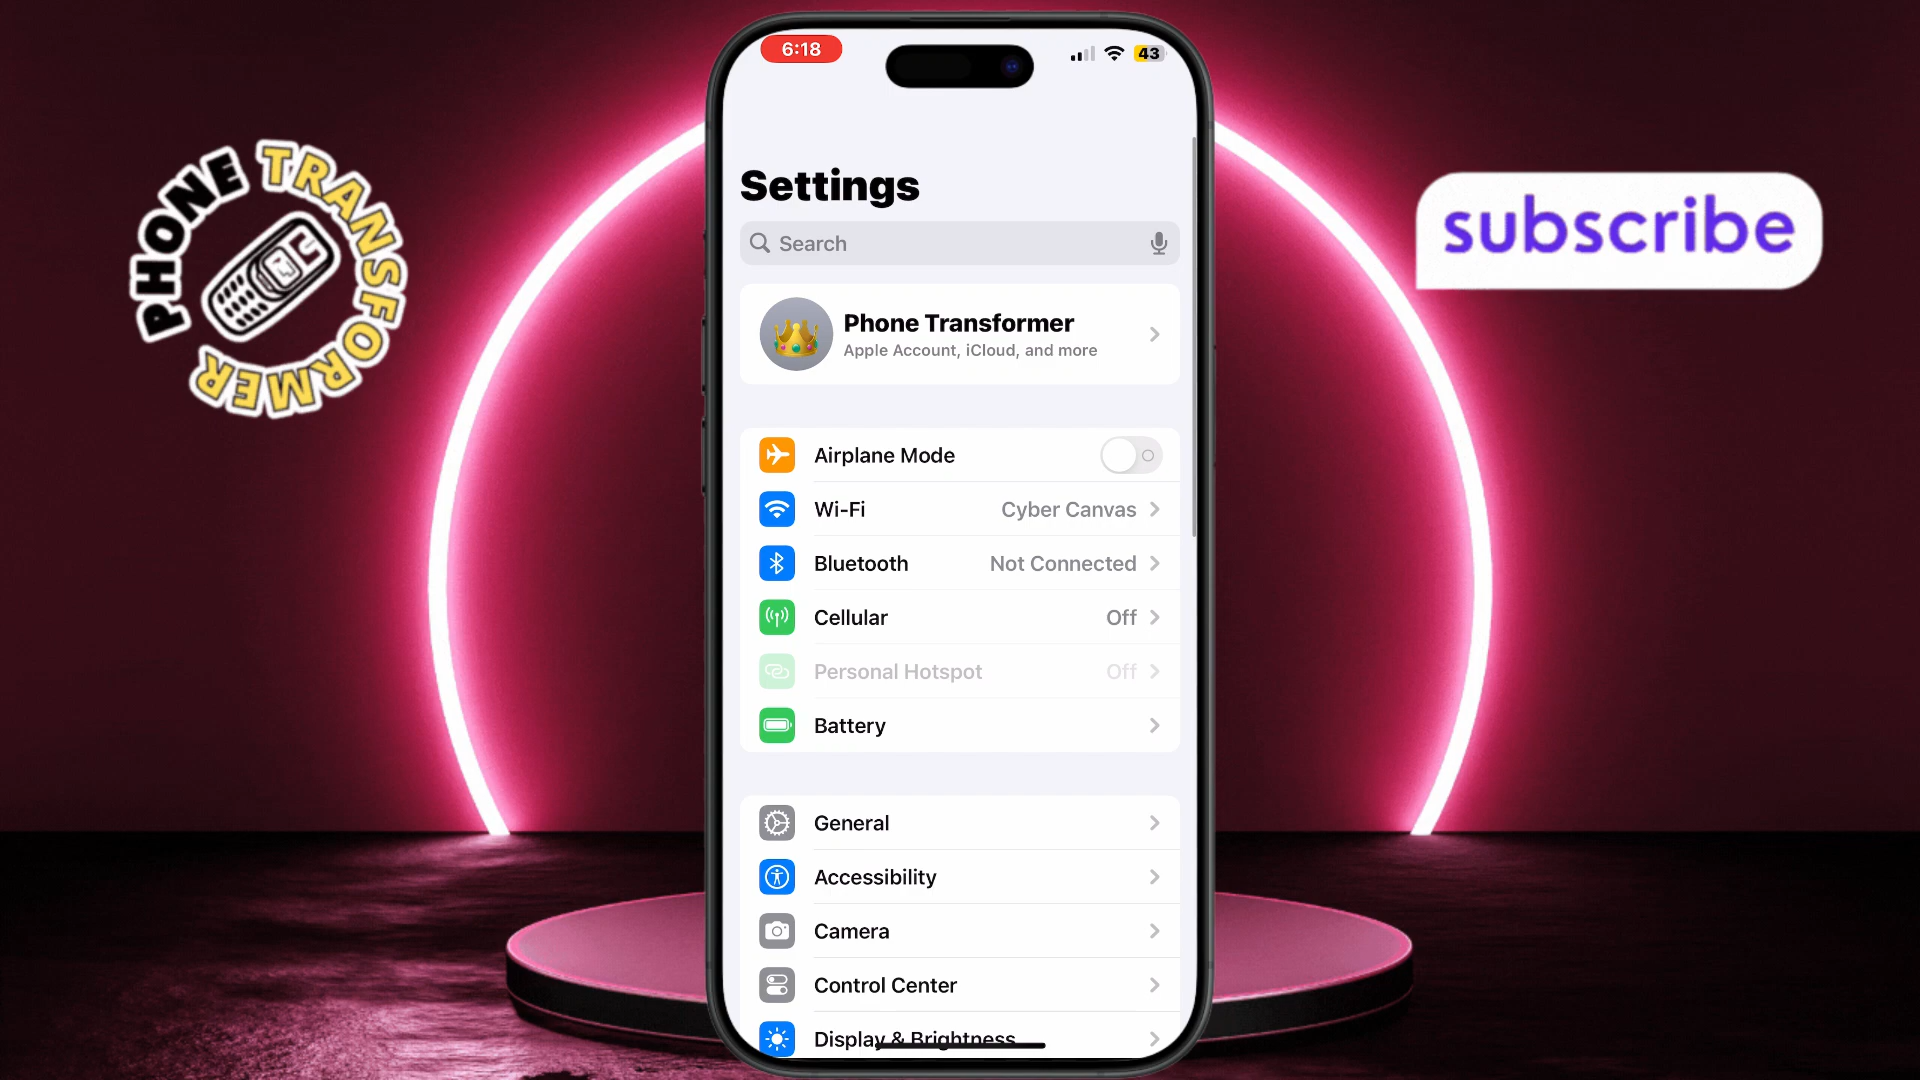 PHONE TRANSFORMER
subscribe
6:18
43
Settings
Search
Phone Transformer
Apple Account, iCloud, and more
Airplane Mode
Wi-Fi Cyber Canvas
Bluetooth Not Connected
Cellular Off
Personal Hotspot Off
Battery
General
Accessibility
Camera
Control Center
Display & Brightness